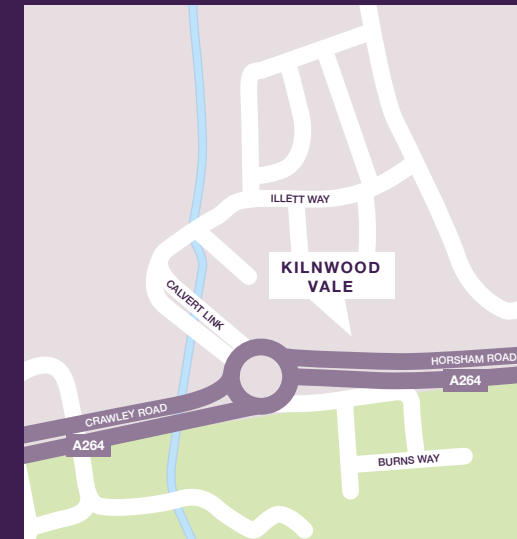 ILLETT WAY
KILNWOOD
VALE
CALVERT LINK
HORSHAM ROAD
A264
CRAWLEY ROAD
A264
BURNS WAY